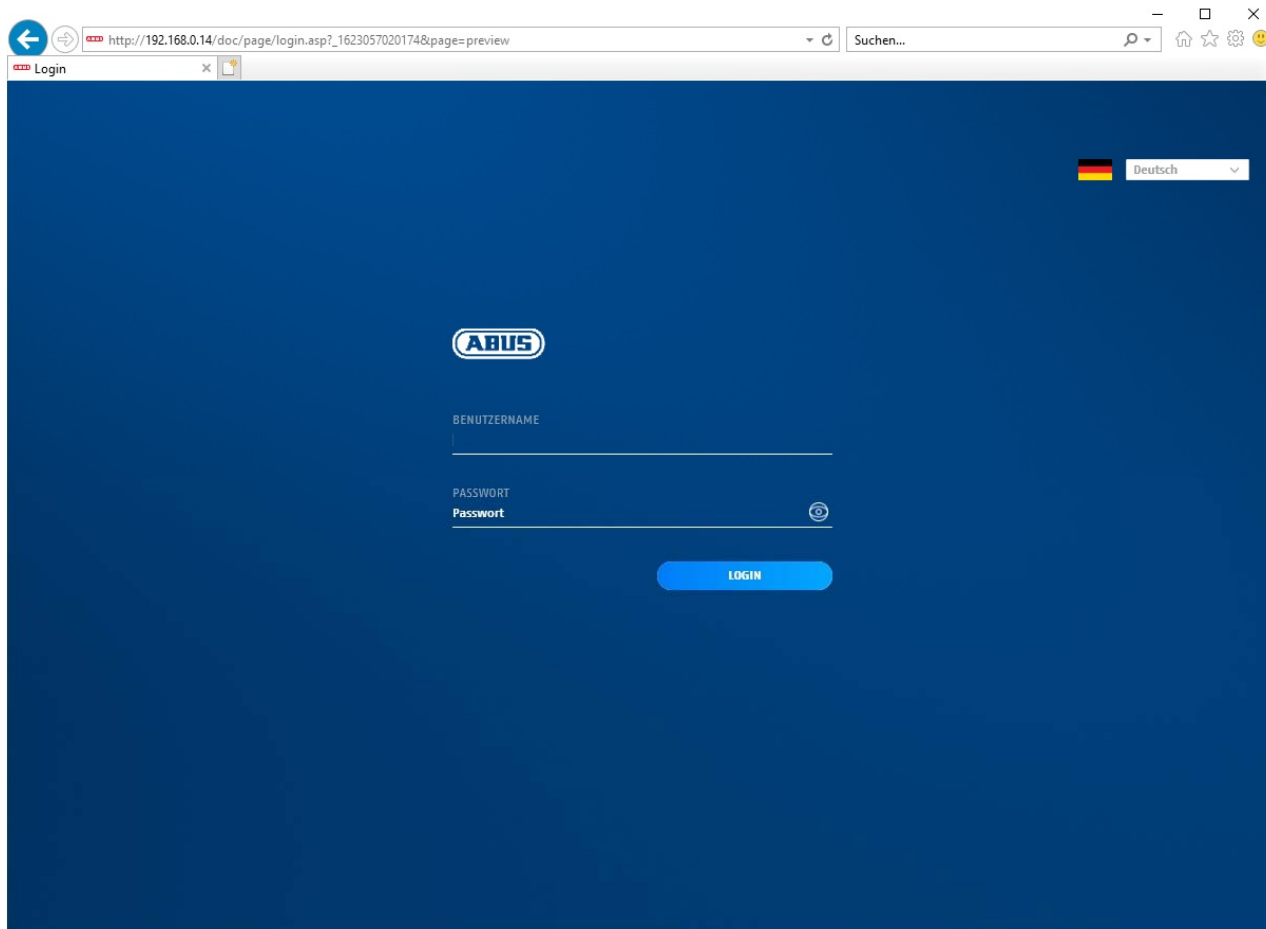 http://192.168.0.14/doc/page/login.asp?_1623057020174&page=preview
Suchen...
Login
Deutsch
ABUS
BENUTZERNAME
PASSWORT
Passwort
LOGIN